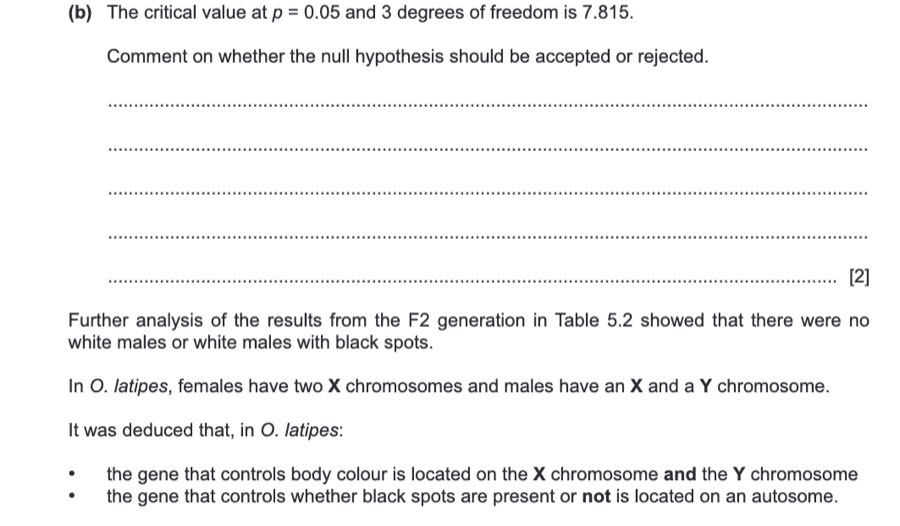 (b) The critical value at p = 0.05 and 3 degrees of freedom is 7.815.
Comment on whether the null hypothesis should be accepted or rejected.
..........................................................................................
..........................................................................................
..........................................................................................
..........................................................................................
.......................................................................................... [2]
Further analysis of the results from the F2 generation in Table 5.2 showed that there were no
white males or white males with black spots.
In O. latipes, females have two X chromosomes and males have an X and a Y chromosome.
It was deduced that, in O. latipes:
• the gene that controls body colour is located on the X chromosome and the Y chromosome
• the gene that controls whether black spots are present or not is located on an autosome.